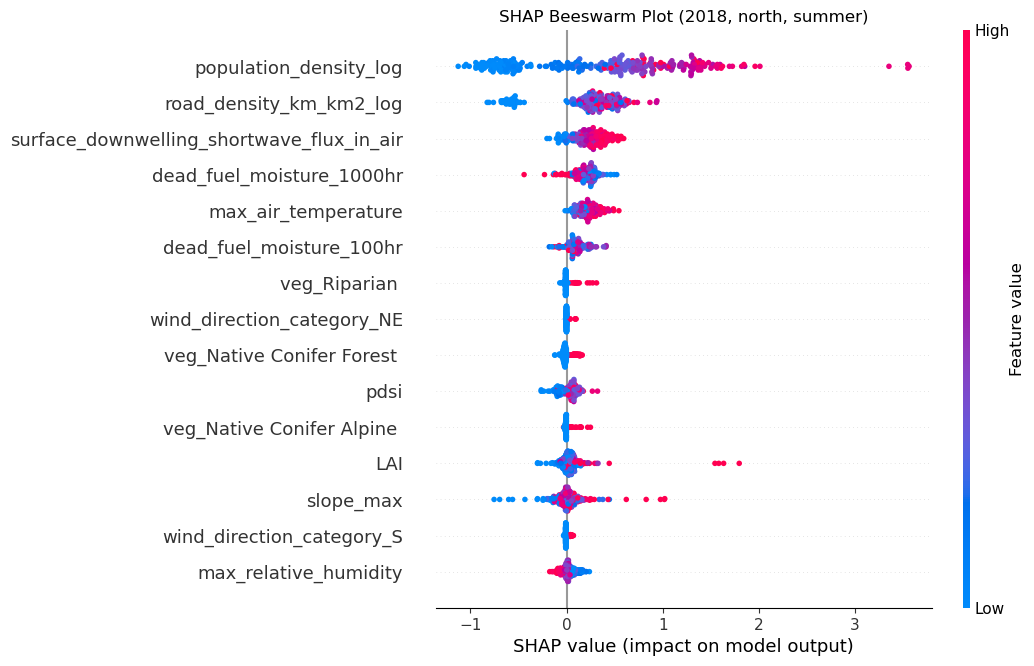 SHAP Beeswarm Plot (2018, north, summer)
High
population_density_log
road_density_km_km2_log
surface_downwelling_shortwave_flux_in_air
dead_fuel_moisture_1000hr
max_air_temperature
dead_fuel_moisture_100hr
veg_Riparian
wind_direction_category_NE
veg_Native Conifer Forest
pdsi
veg_Native Conifer Alpine
LAI
slope_max
wind_direction_category_S
max_relative_humidity
Feature value
Low
−1 0 1 2 3
SHAP value (impact on model output)